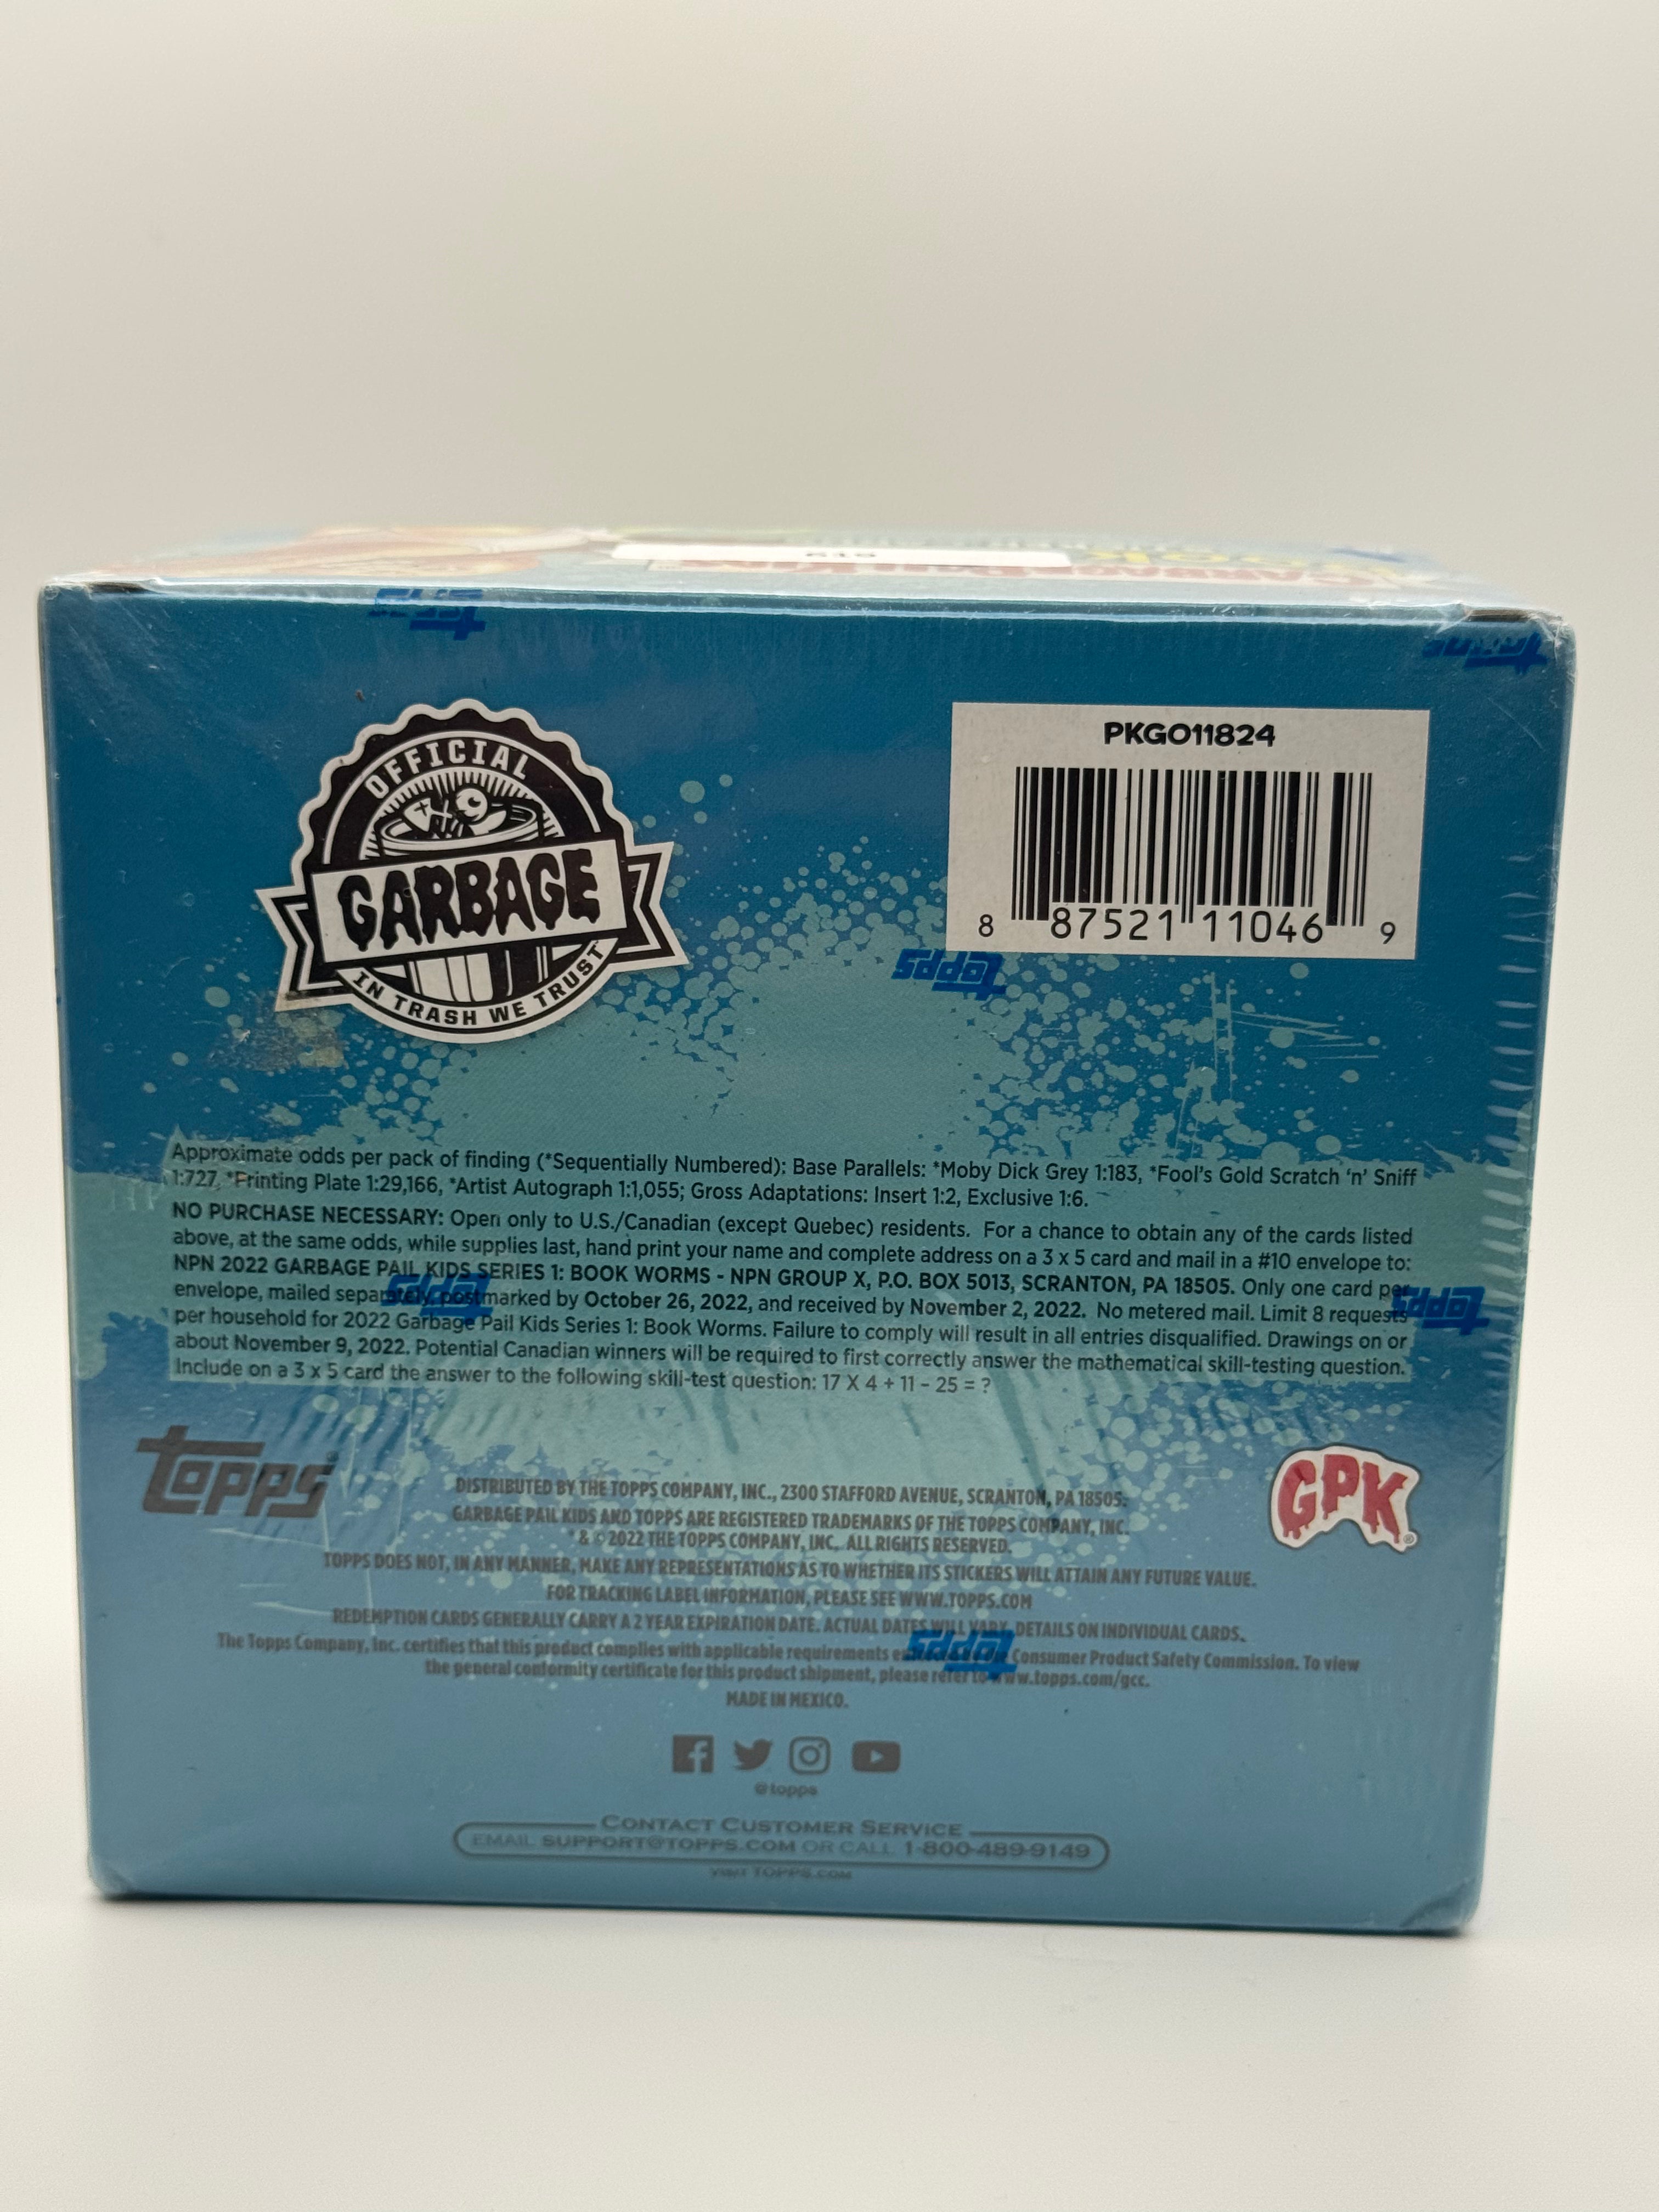 OFFICIAL
GARBAGE
IN TRASH WE TRUST
PKGO11824
8 87521 11046 9
topps
Approximate odds per pack of finding (*Sequentially Numbered): Base Parallels: *Moby Dick Grey 1:183, *Fool's Gold Scratch 'n' Sniff
1:727, *Printing Plate 1:29,166, *Artist Autograph 1:1,055; Gross Adaptations: Insert 1:2, Exclusive 1:6.
NO PURCHASE NECESSARY: Open only to U.S./Canadian (except Quebec) residents. For a chance to obtain any of the cards listed
above, at the same odds, while supplies last, hand print your name and complete address on a 3 x 5 card and mail in a #10 envelope to:
NPN 2022 GARBAGE PAIL KIDS SERIES 1: BOOK WORMS - NPN GROUP X, P.O. BOX 5013, SCRANTON, PA 18505. Only one card per
envelope, mailed separately, postmarked by October 26, 2022, and received by November 2, 2022. No metered mail. Limit 8 requests
per household for 2022 Garbage Pail Kids Series 1: Book Worms. Failure to comply will result in all entries disqualified. Drawings on or
about November 9, 2022. Potential Canadian winners will be required to first correctly answer the mathematical skill-testing question.
Include on a 3 x 5 card the answer to the following skill-test question: 17 X 4 + 11 - 25 = ?
topps
GPK
DISTRIBUTED BY THE TOPPS COMPANY, INC., 2300 STAFFORD AVENUE, SCRANTON, PA 18505.
GARBAGE PAIL KIDS AND TOPPS ARE REGISTERED TRADEMARKS OF THE TOPPS COMPANY, INC.
* & © 2022 THE TOPPS COMPANY, INC. ALL RIGHTS RESERVED.
TOPPS DOES NOT, IN ANY MANNER, MAKE ANY REPRESENTATIONS AS TO WHETHER ITS STICKERS WILL ATTAIN ANY FUTURE VALUE.
FOR TRACKING LABEL INFORMATION, PLEASE SEE WWW.TOPPS.COM
REDEMPTION CARDS GENERALLY CARRY A 2 YEAR EXPIRATION DATE. ACTUAL DATES WILL VARY. DETAILS ON INDIVIDUAL CARDS.
The Topps Company, Inc. certifies that this product complies with applicable requirements Consumer Product Safety Commission. To view
the general conformity certificate for this product shipment, please refer to www.topps.com/gcc.
MADE IN MEXICO.
@topps
CONTACT CUSTOMER SERVICE
EMAIL SUPPORT@TOPPS.COM OR CALL 1-800-489-9149
VISIT TOPPS.COM